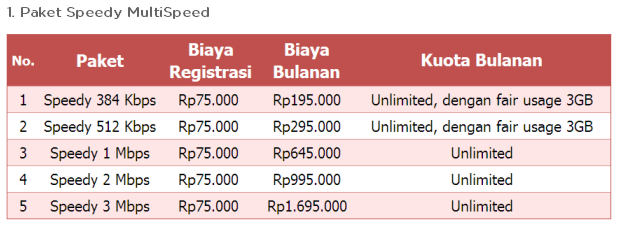 1. Paket Speedy MultiSpeed
No. Paket Biaya Registrasi Biaya Bulanan Kuota Bulanan
1 Speedy 384 Kbps Rp75.000 Rp195.000 Unlimited, dengan fair usage 3GB
2 Speedy 512 Kbps Rp75.000 Rp295.000 Unlimited, dengan fair usage 3GB
3 Speedy 1 Mbps Rp75.000 Rp645.000 Unlimited
4 Speedy 2 Mbps Rp75.000 Rp995.000 Unlimited
5 Speedy 3 Mbps Rp75.000 Rp1.695.000 Unlimited